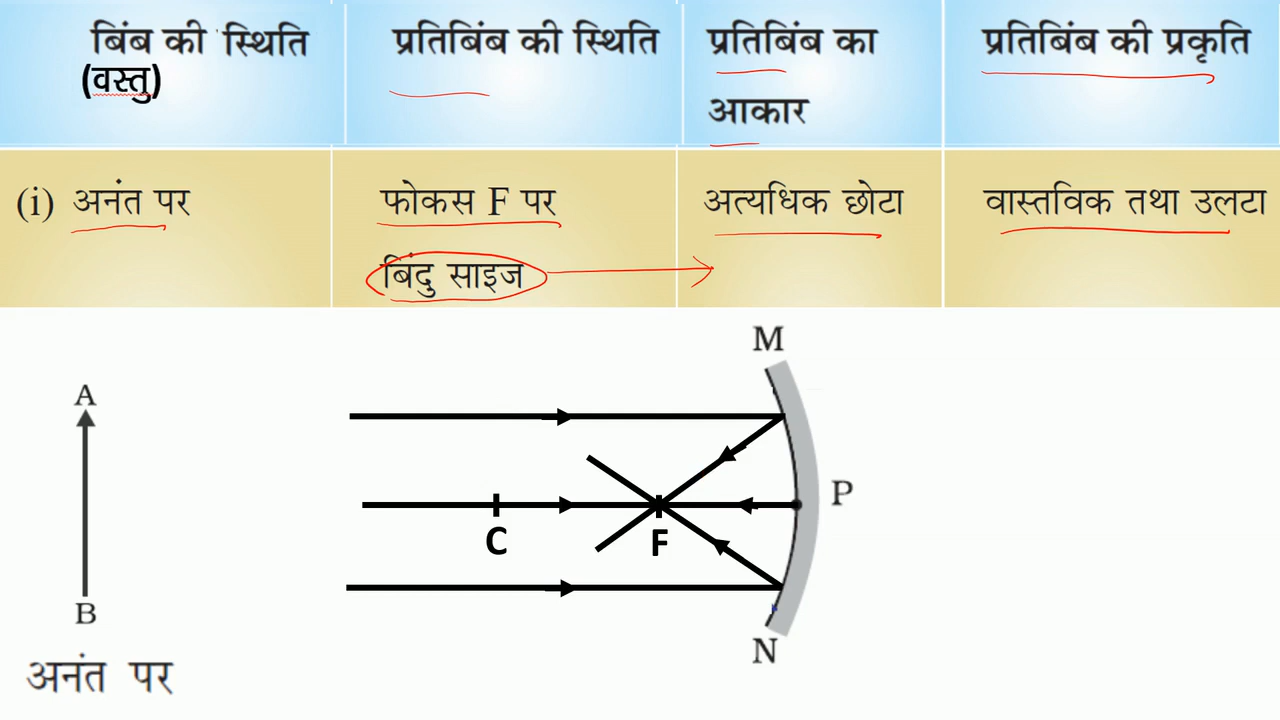 बिंब की स्थिति
(वस्तु)
प्रतिबिंब की स्थिति
प्रतिबिंब का
आकार
प्रतिबिंब की प्रकृति
(i) अनंत पर
फोकस F पर
बिंदु साइज
अत्यधिक छोटा
वास्तविक तथा उलटा
A
B
अनंत पर
M
C
F
P
N